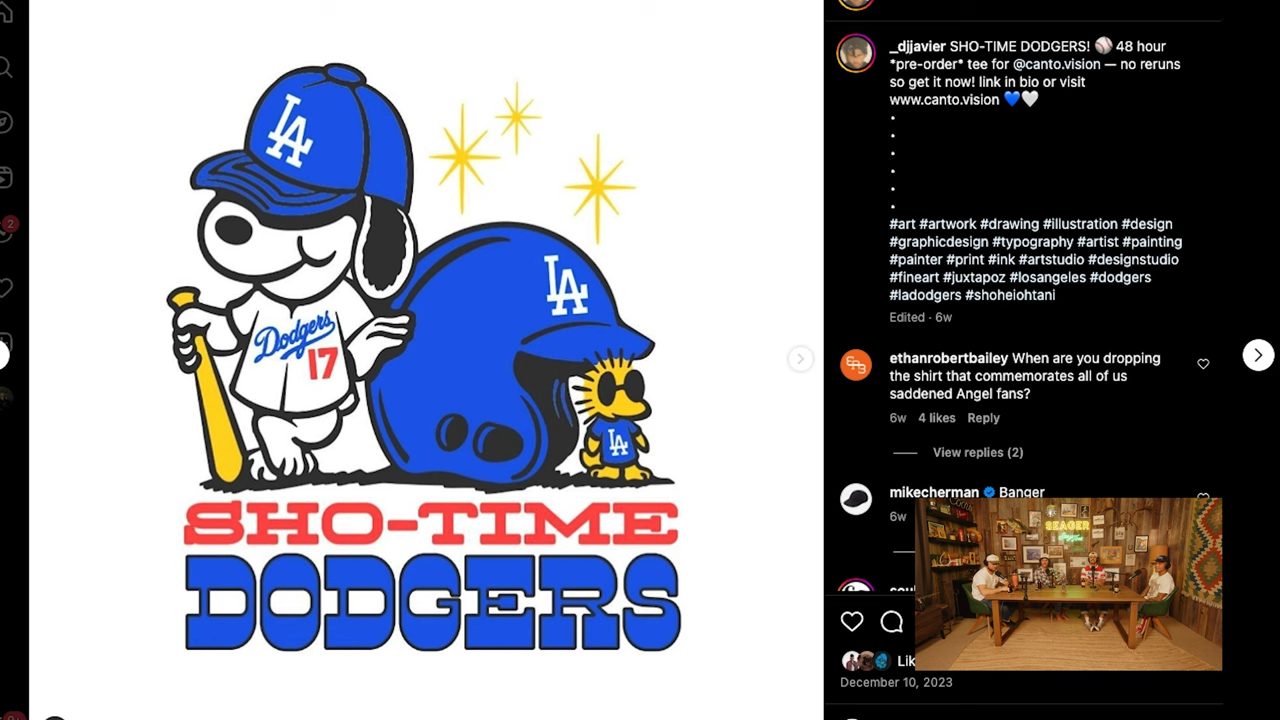 LA
LA
Dodgers
17
LA
SHO-TIME
DODGERS
2
_djjavier SHO-TIME DODGERS! ⚾ 48 hour
*pre-order* tee for @canto.vision — no reruns
so get it now! link in bio or visit
www.canto.vision 💙🤍
•
•
•
•
•
•
#art #artwork #drawing #illustration #design
#graphicdesign #typography #artist #painting
#painter #print #ink #artstudio #designstudio
#fineart #juxtapoz #losangeles #dodgers
#ladodgers #shoheiohtani
Edited · 6w
ethanrobertbailey When are you dropping
the shirt that commemorates all of us
saddened Angel fans?
6w 4 likes Reply
View replies (2)
mikecherman Banger
6w
SEAGER
Lik
December 10, 2023